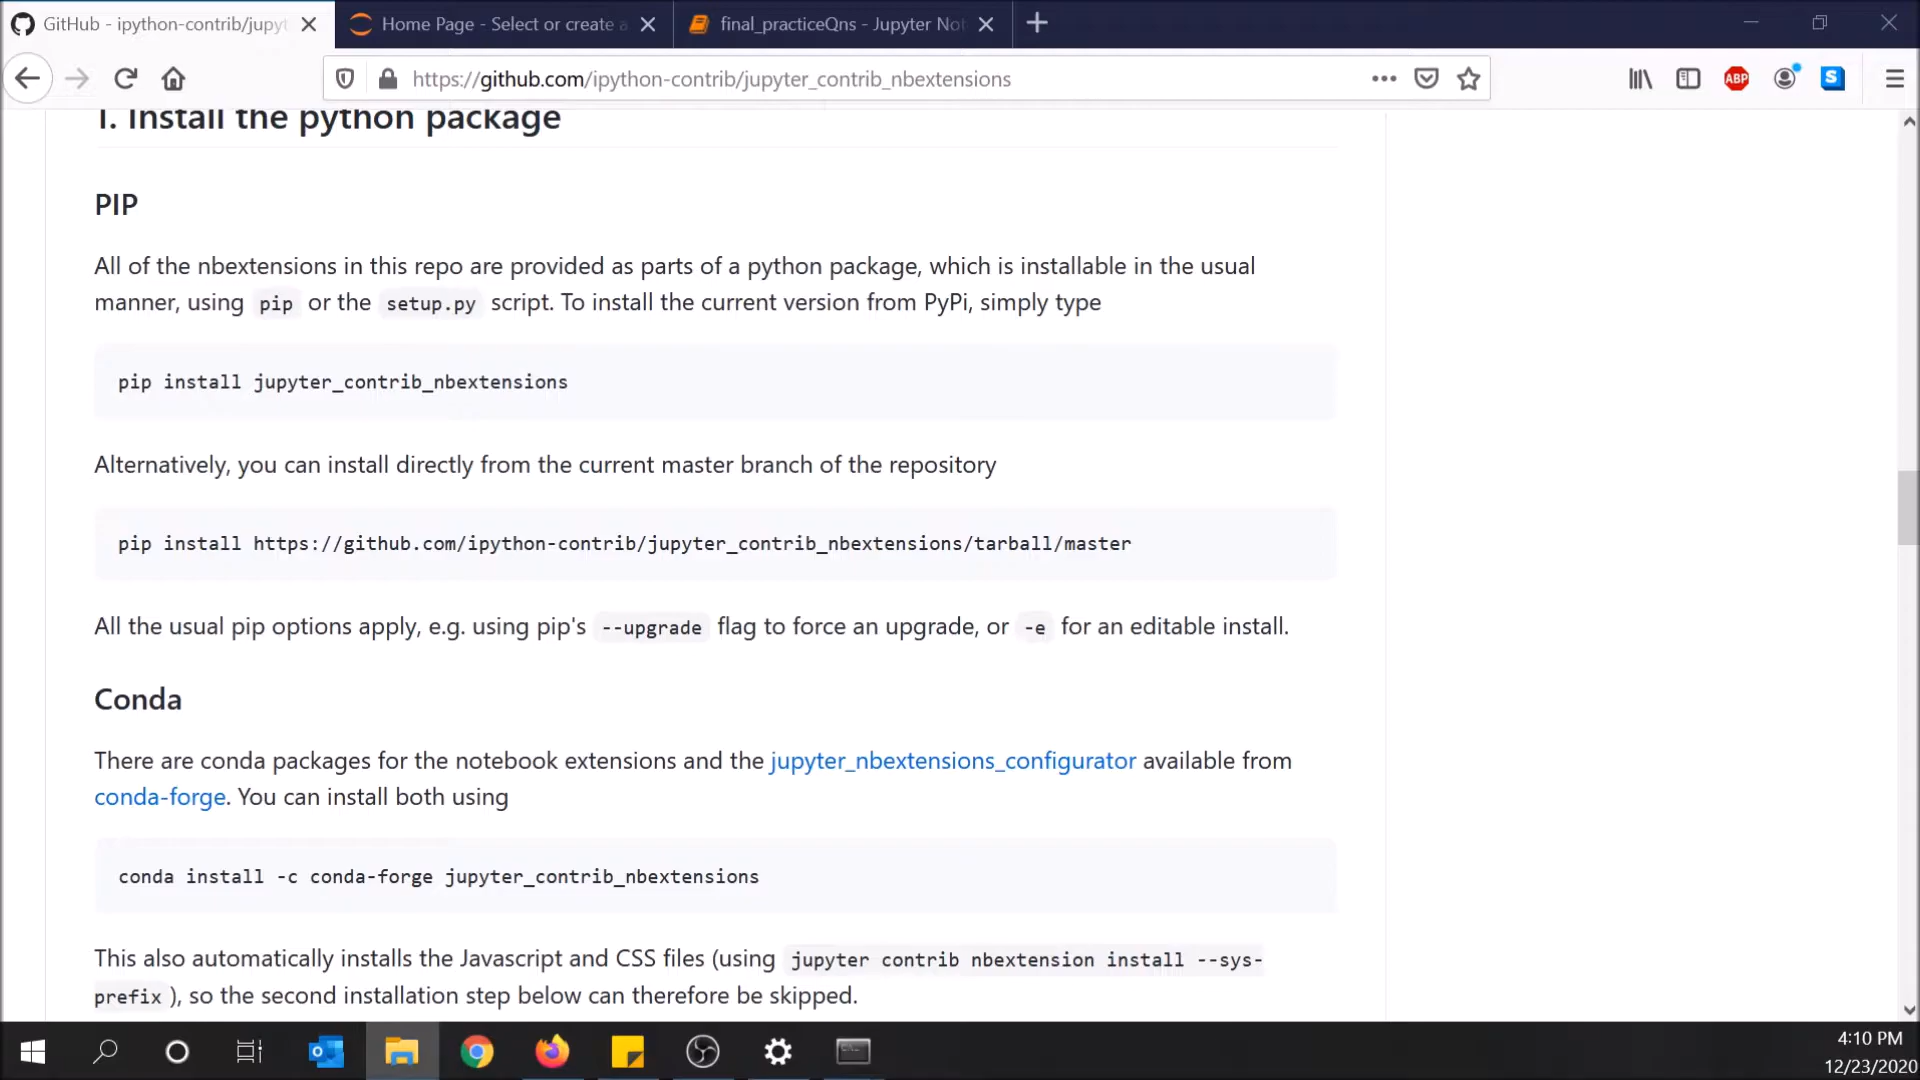 GitHub - ipython-contrib/jupyt
Home Page - Select or create a
final_practiceQns - Jupyter Not
https://github.com/ipython-contrib/jupyter_contrib_nbextensions
ABP
S
1. Install the python package
PIP
All of the nbextensions in this repo are provided as parts of a python package, which is installable in the usual
manner, using pip or the setup.py script. To install the current version from PyPi, simply type
pip install jupyter_contrib_nbextensions
Alternatively, you can install directly from the current master branch of the repository
pip install https://github.com/ipython-contrib/jupyter_contrib_nbextensions/tarball/master
All the usual pip options apply, e.g. using pip's --upgrade flag to force an upgrade, or -e for an editable install.
Conda
There are conda packages for the notebook extensions and the jupyter_nbextensions_configurator available from
conda-forge. You can install both using
conda install -c conda-forge jupyter_contrib_nbextensions
This also automatically installs the Javascript and CSS files (using jupyter contrib nbextension install --sys-
prefix ), so the second installation step below can therefore be skipped.
4:10 PM
12/23/2020